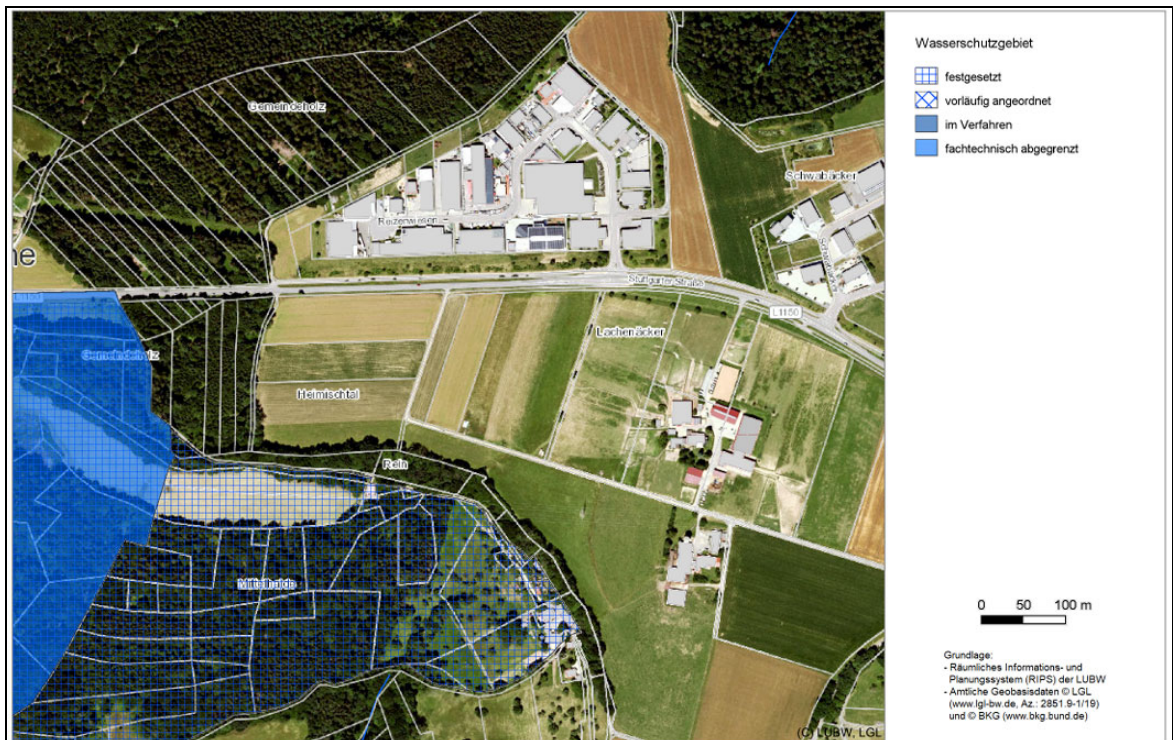 Gemeindeholz
Schwabäcker
ne
Stuttgarter Straße
L1150
Gemeindeholz
Lachenäcker
Heimischtal
Rein
Mittelhalde
(C) LUBW, LGL
Wasserschutzgebiet
festgesetzt
vorläufig angeordnet
im Verfahren
fachtechnisch abgegrenzt
0 50 100 m
Grundlage:
- Räumliches Informations- und
Planungssystem (RIPS) der LUBW
- Amtliche Geobasisdaten © LGL
(www.lgl-bw.de, Az.: 2851.9-1/19)
und © BKG (www.bkg.bund.de)